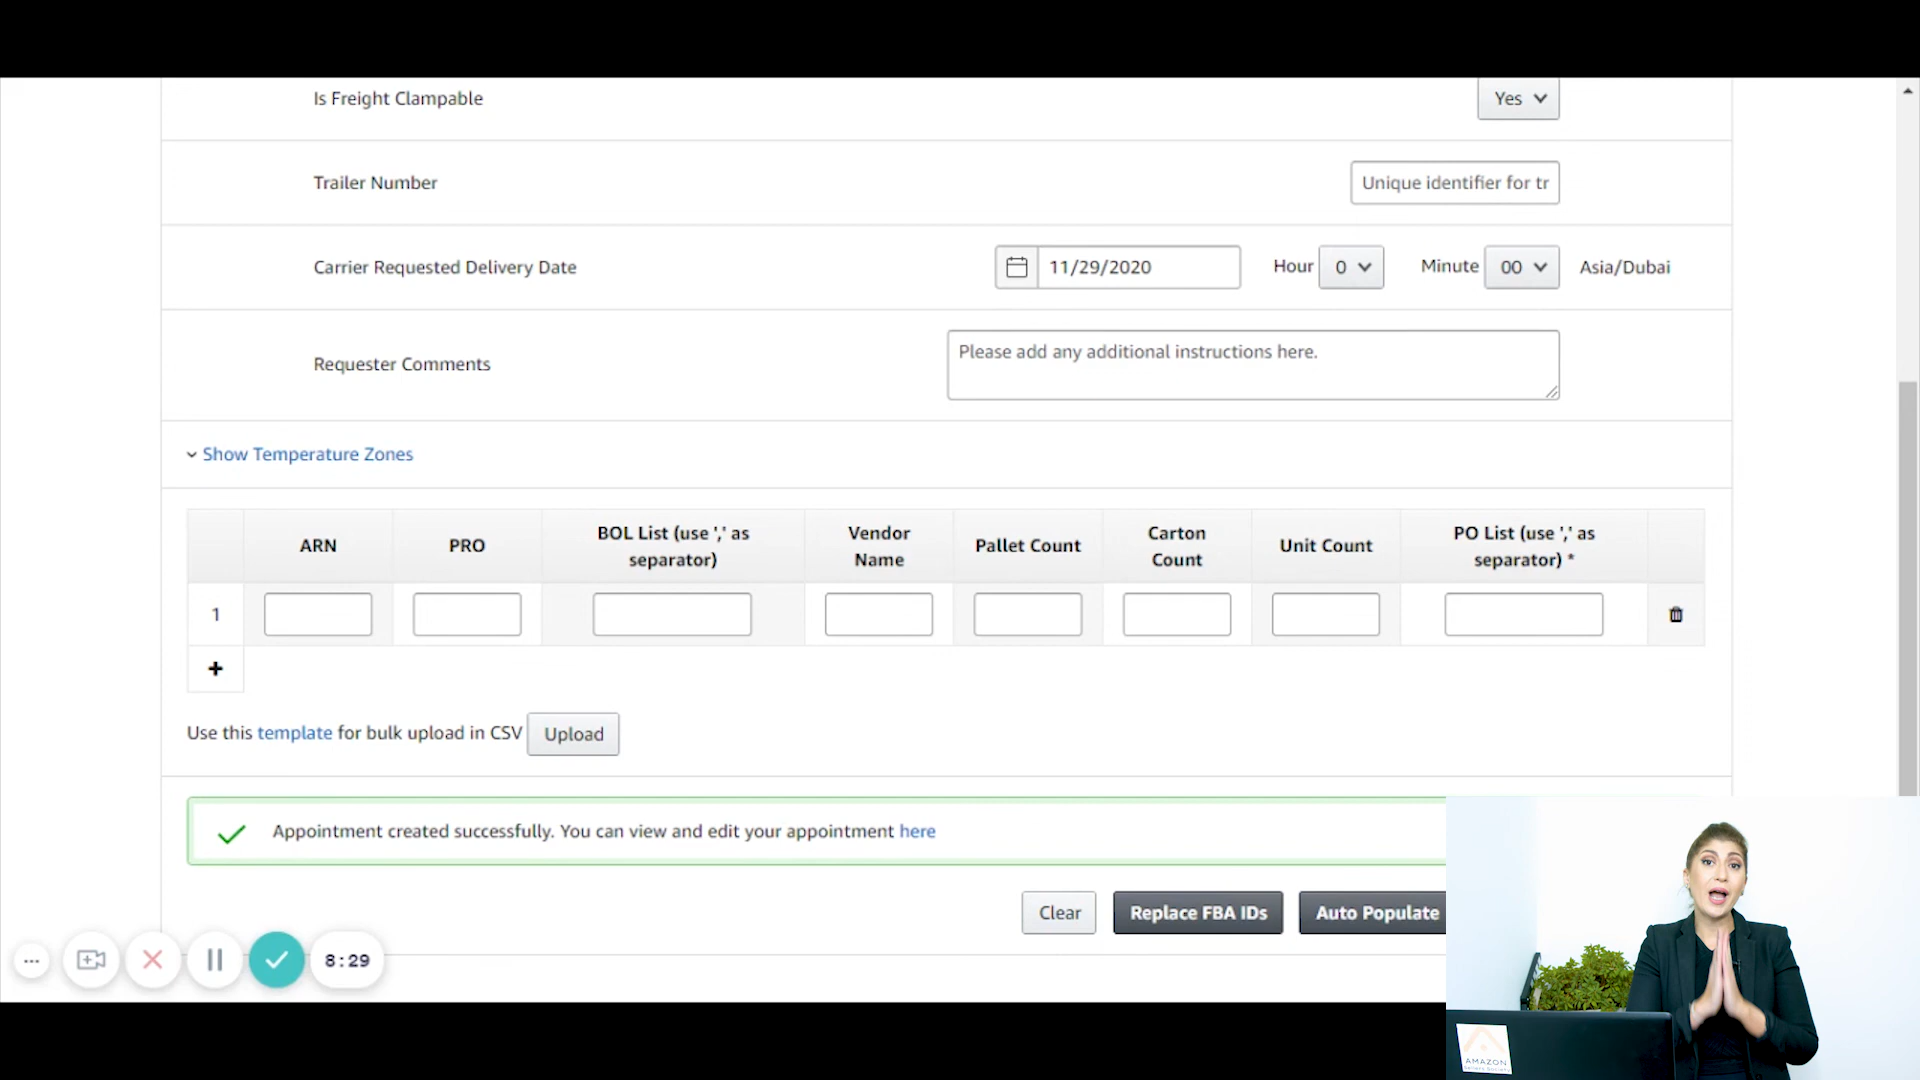 Is Freight Clampable
Yes
Trailer Number
Unique identifier for tr
Carrier Requested Delivery Date
11/29/2020
Hour
0
Minute
00
Asia/Dubai
Requester Comments
Please add any additional instructions here.
Show Temperature Zones
ARN
PRO
BOL List (use ',' as
separator)
Vendor
Name
Pallet Count
Carton
Count
Unit Count
PO List (use ',' as
separator) *
1
Use this template for bulk upload in CSV
Upload
Appointment created successfully. You can view and edit your appointment here
Clear
Replace FBA IDs
Auto Populate
8:29
AMAZON